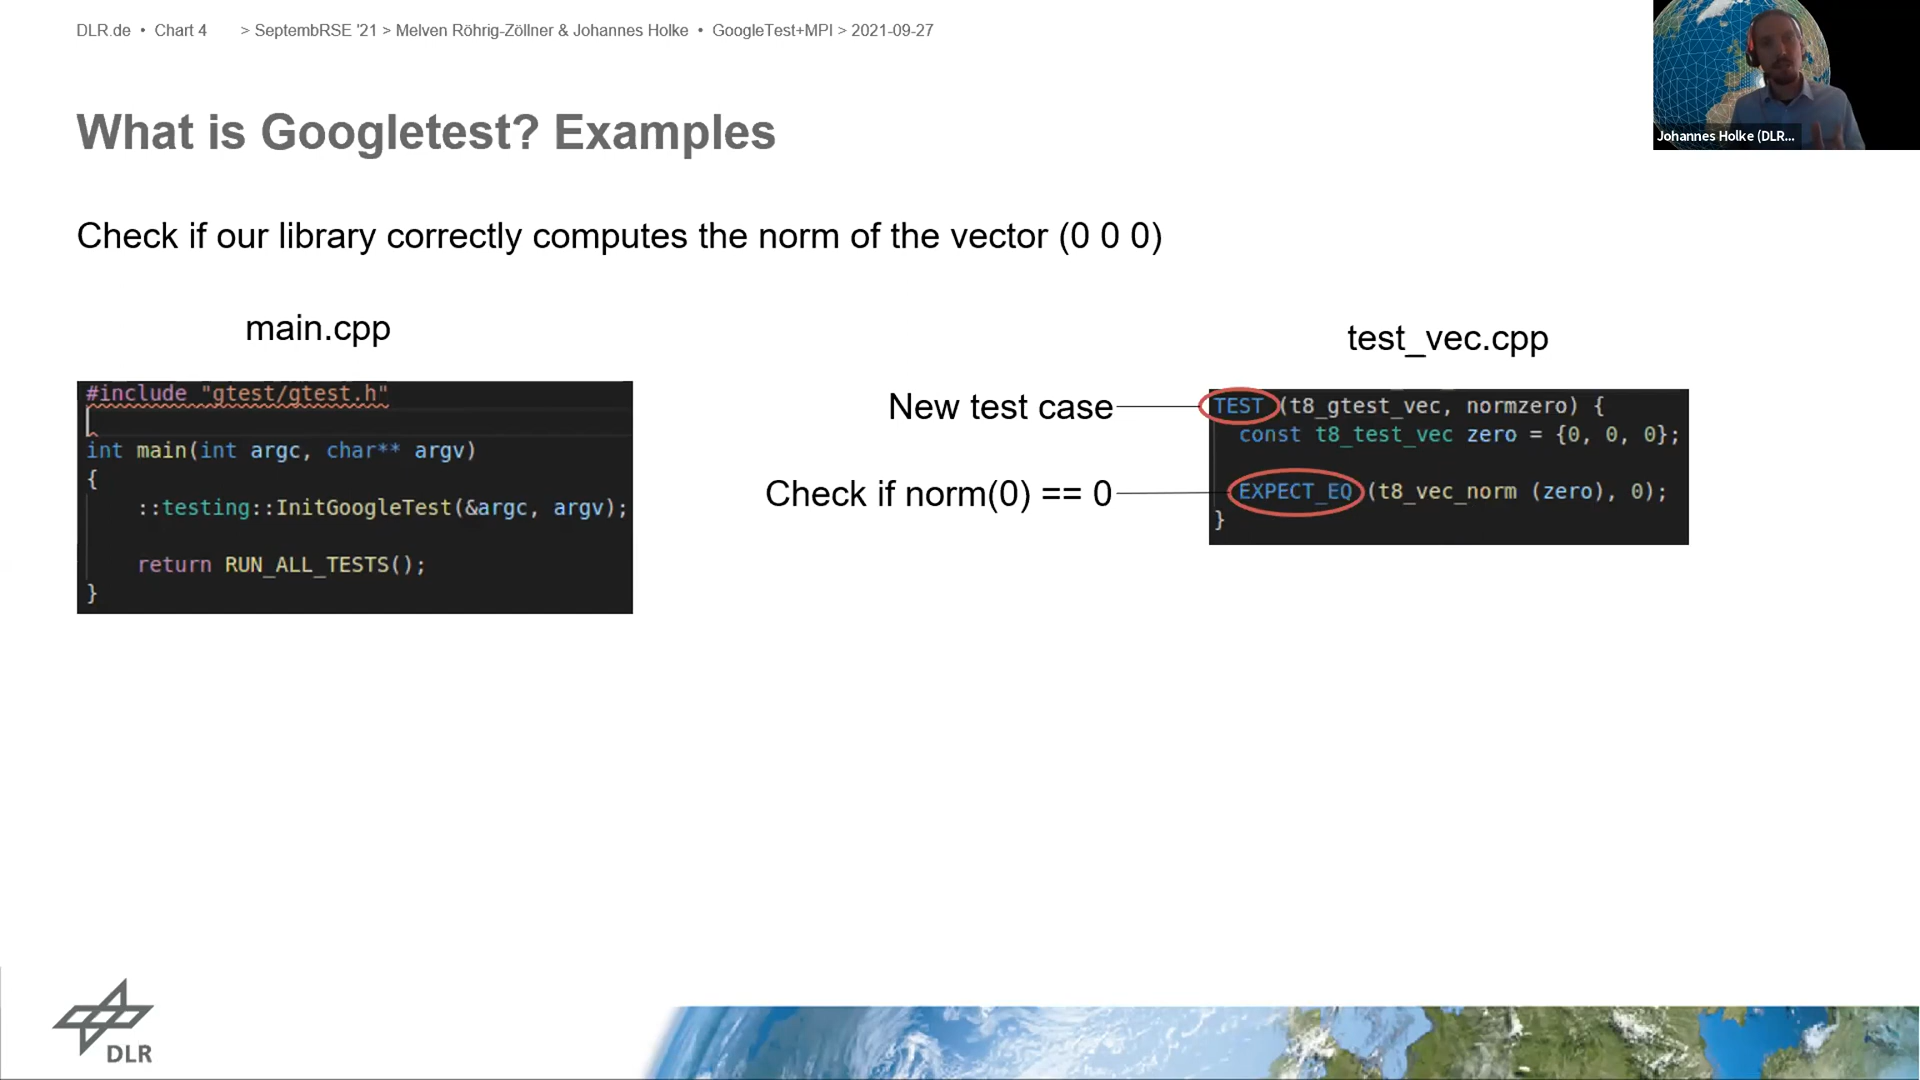 DLR.de • Chart 4 > SeptembRSE '21 > Melven Röhrig-Zöllner & Johannes Holke • GoogleTest+MPI > 2021-09-27
Johannes Holke (DLR...
What is Googletest? Examples
Check if our library correctly computes the norm of the vector (0 0 0)
main.cpp
#include "gtest/gtest.h"
int main(int argc, char** argv)
{
::testing::InitGoogleTest(&argc, argv);
return RUN_ALL_TESTS();
}
test_vec.cpp
New test case
Check if norm(0) == 0
TEST (t8_gtest_vec, normzero) {
const t8_test_vec zero = {0, 0, 0};
EXPECT_EQ (t8_vec_norm (zero), 0);
}
DLR